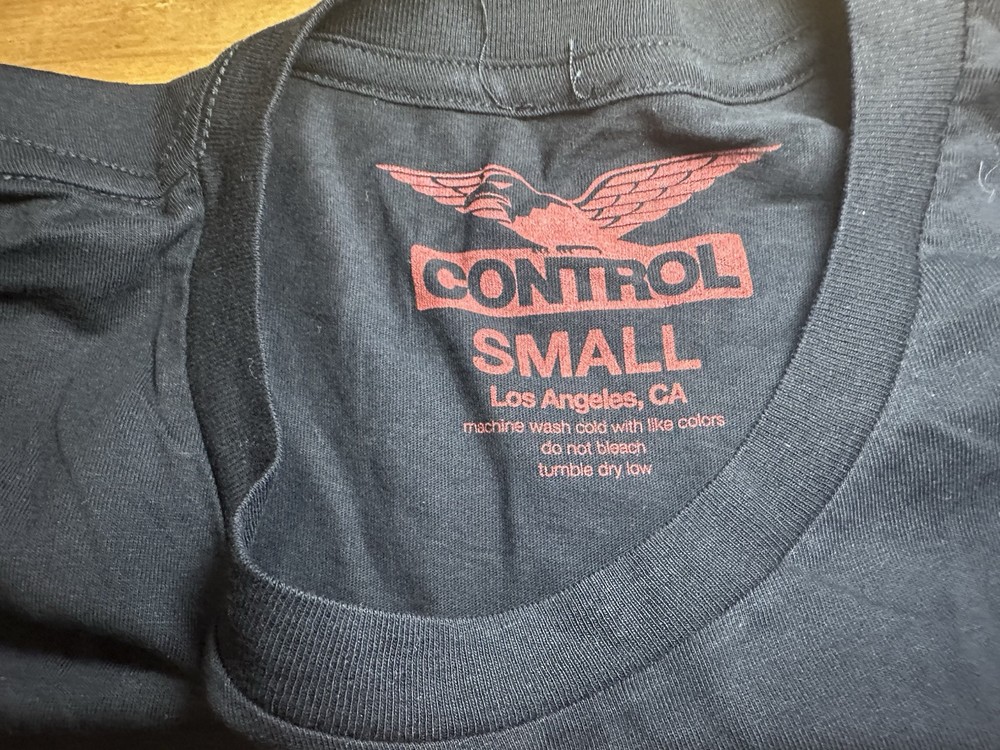 CONTROL
SMALL
Los Angeles, CA
machine wash cold with like colors
do not bleach
tumble dry low